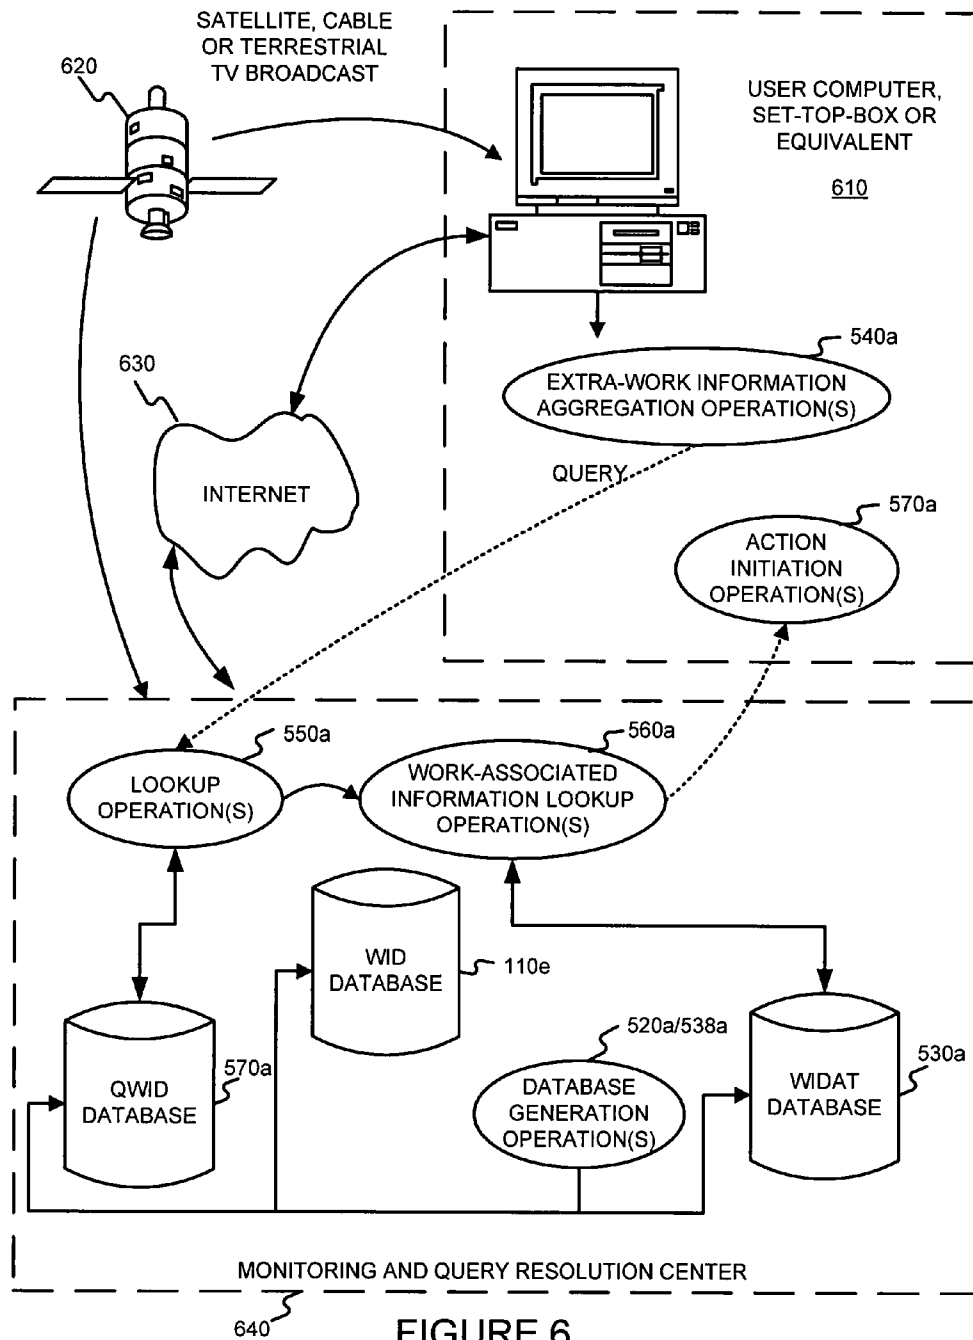 SATELLITE, CABLE
OR TERRESTRIAL
TV BROADCAST
620
USER COMPUTER,
SET-TOP-BOX OR
EQUIVALENT
610
540a
EXTRA-WORK INFORMATION
AGGREGATION OPERATION(S)
630
INTERNET
QUERY
570a
ACTION
INITIATION
OPERATION(S)
550a
LOOKUP
OPERATION(S)
560a
WORK-ASSOCIATED
INFORMATION LOOKUP
OPERATION(S)
WID
DATABASE
110e
520a/538a
DATABASE
GENERATION
OPERATION(S)
QWID
DATABASE
570a
WIDAT
DATABASE
530a
MONITORING AND QUERY RESOLUTION CENTER
640
FIGURE 6